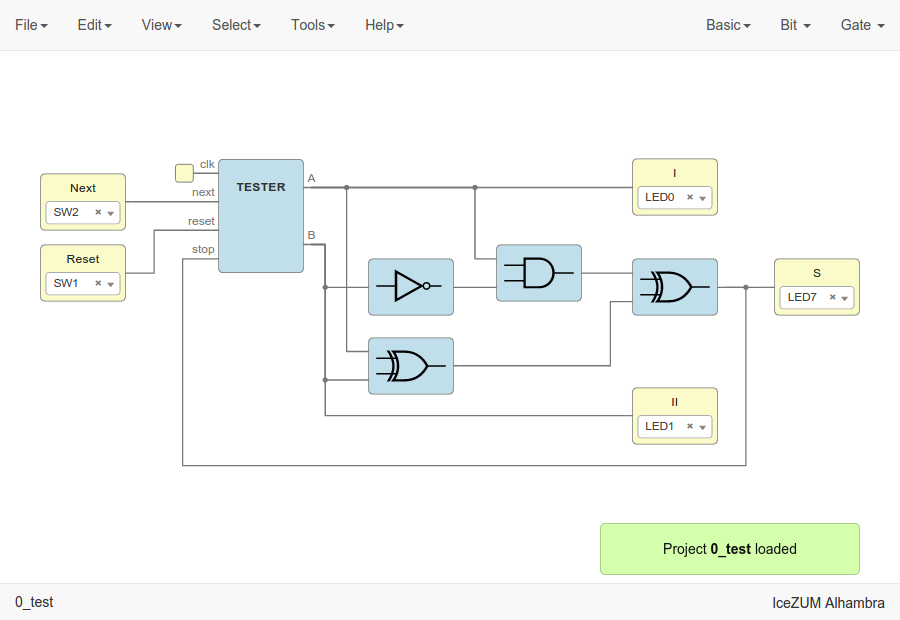 File Edit View Select Tools Help Basic Bit Gate
clk
next
reset
stop
TESTER
A
B
Next
SW2
Reset
SW1
I
LED0
S
LED7
II
LED1
Project 0_test loaded
0_test
IceZUM Alhambra